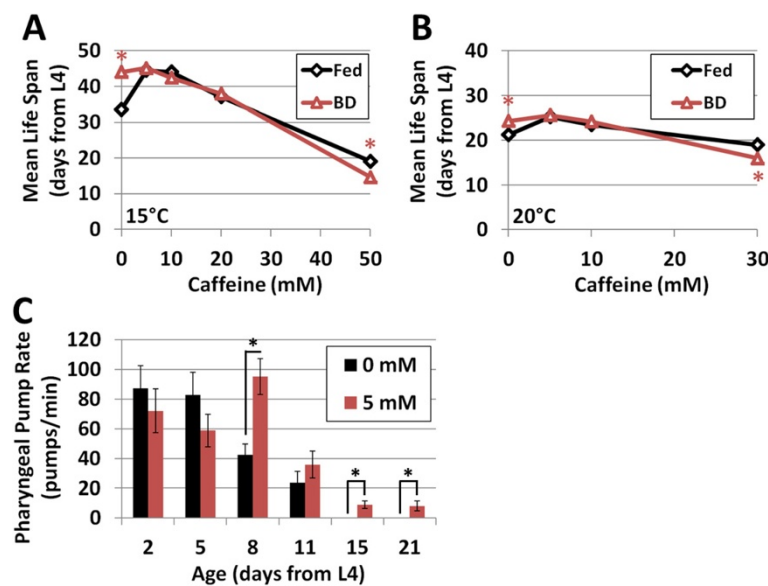 A
Mean Life Span
(days from L4)
50
40
30
20
10
0
*
*
Fed
BD
15°C
0 10 20 30 40 50
Caffeine (mM)
B
Mean Life Span
(days from L4)
40
30
20
10
0
*
*
Fed
BD
20°C
0 10 20 30
Caffeine (mM)
C
Pharyngeal Pump Rate
(pumps/min)
120
100
80
60
40
20
0
*
*
*
0 mM
5 mM
2 5 8 11 15 21
Age (days from L4)